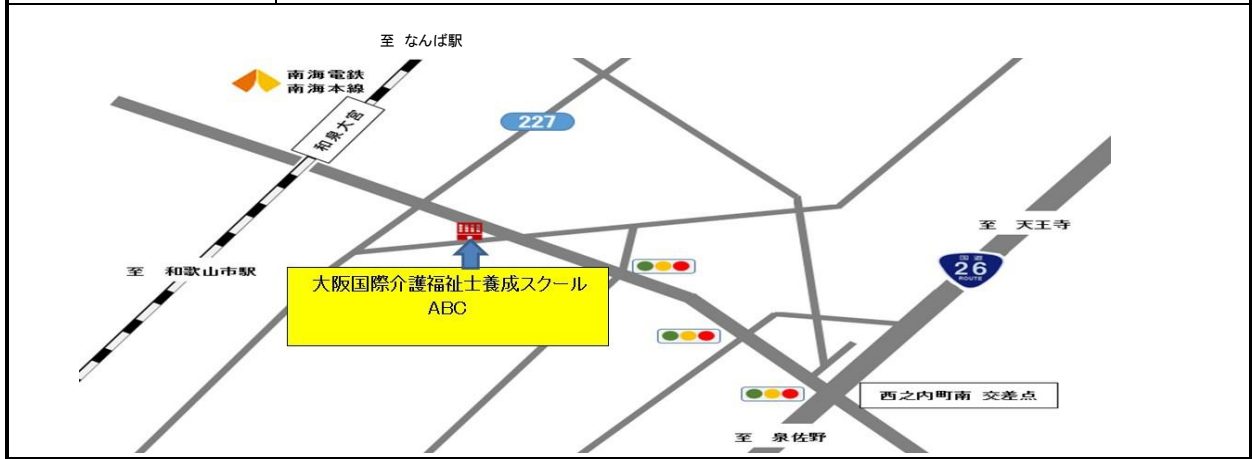 至 なんば駅
南海電鉄
南海本線
和泉大宮
227
至 天王寺
国道
26
ROUTE
至 和歌山市駅
大阪国際介護福祉士養成スクール
ABC
西之内町南 交差点
至 泉佐野